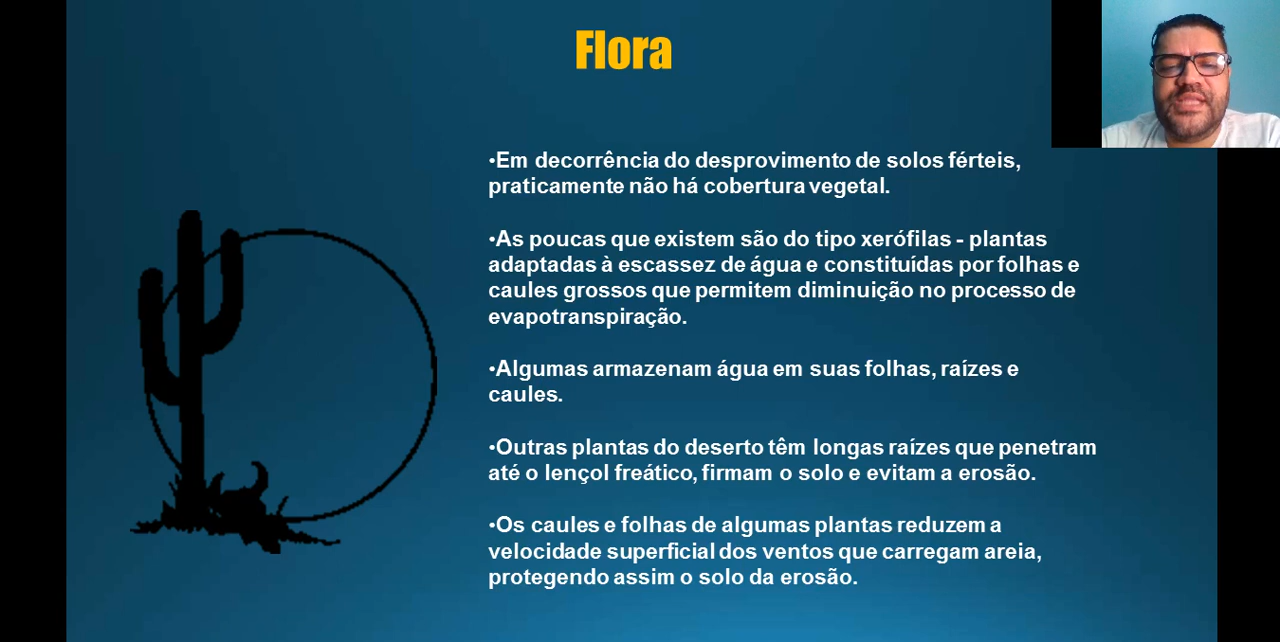 Flora
•Em decorrência do desprovimento de solos férteis,
praticamente não há cobertura vegetal.
•As poucas que existem são do tipo xerófilas - plantas
adaptadas à escassez de água e constituídas por folhas e
caules grossos que permitem diminuição no processo de
evapotranspiração.
•Algumas armazenam água em suas folhas, raízes e
caules.
•Outras plantas do deserto têm longas raízes que penetram
até o lençol freático, firmam o solo e evitam a erosão.
•Os caules e folhas de algumas plantas reduzem a
velocidade superficial dos ventos que carregam areia,
protegendo assim o solo da erosão.